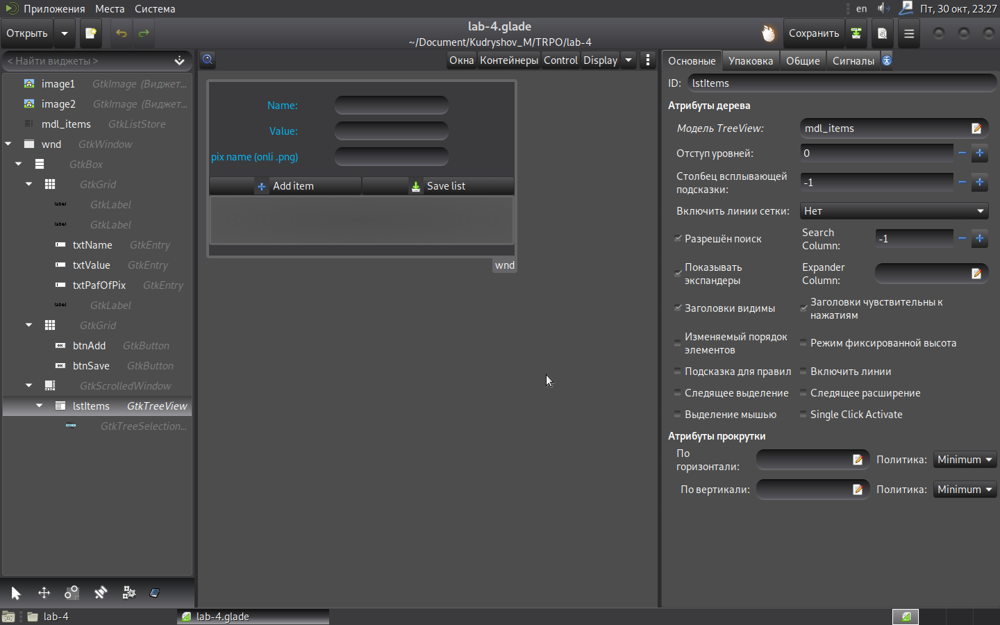 Приложения Места Система
en Пт, 30 окт, 23:27
Открыть
lab-4.glade
~/Document/Kudryshov_M/TRPO/lab-4
Сохранить
< Найти виджеты >
image1 GtkImage (Виджет...
image2 GtkImage (Виджет...
mdl_items GtkListStore
wnd GtkWindow
GtkBox
GtkGrid
label GtkLabel
label GtkLabel
txtName GtkEntry
txtValue GtkEntry
txtPafOfPix GtkEntry
label GtkLabel
GtkGrid
OK btnAdd GtkButton
OK btnSave GtkButton
GtkScrolledWindow
lstItems GtkTreeView
GtkTreeSelection...
Окна Контейнеры Control Display
Name:
Value:
pix name (onli .png)
Add item Save list
wnd
Основные Упаковка Общие Сигналы
ID: lstItems
Атрибуты дерева
Модель TreeView: mdl_items
Отступ уровней: 0
Столбец всплывающей
подсказки: -1
Включить линии сетки: Нет
Разрешён поиск
Search
Column: -1
Показывать
экспандеры
Expander
Column:
Заголовки видимы
Заголовки чувствительны к
нажатиям
Изменяемый порядок
элементов
Режим фиксированной высота
Подсказка для правил Включить линии
Следящее выделение Следящее расширение
Выделение мышью Single Click Activate
Атрибуты прокрутки
По
горизонтали:
Политика: Minimum
По вертикали: Политика: Minimum
lab-4 lab-4.glade